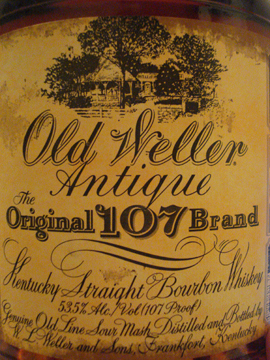 Old Weller
Antique
The
Original 107 Brand
Kentucky Straight Bourbon Whiskey
53.5% Alc/Vol (107 Proof)
Genuine Old Line Sour Mash, Distilled and Bottled by
W. L. Weller and Sons, Frankfort, Kentucky.